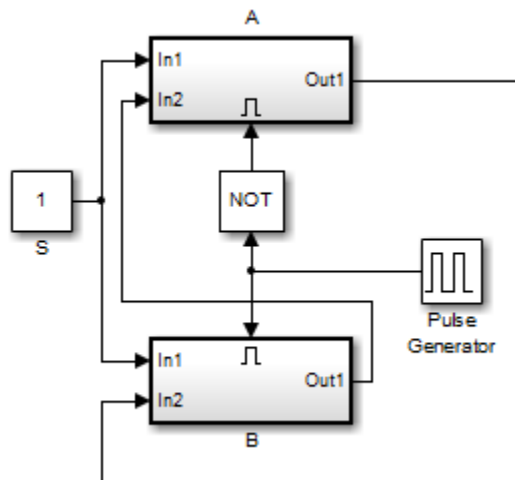 A
In1
In2
Out1
1
S
NOT
Pulse
Generator
In1
In2
Out1
B